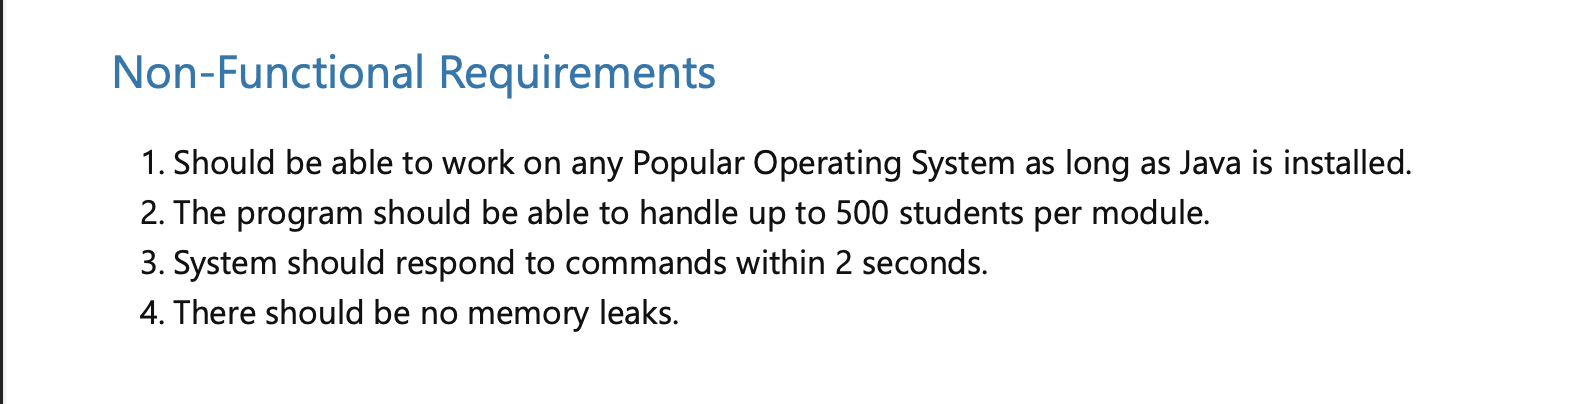 Non-Functional Requirements
1. Should be able to work on any Popular Operating System as long as Java is installed.
2. The program should be able to handle up to 500 students per module.
3. System should respond to commands within 2 seconds.
4. There should be no memory leaks.